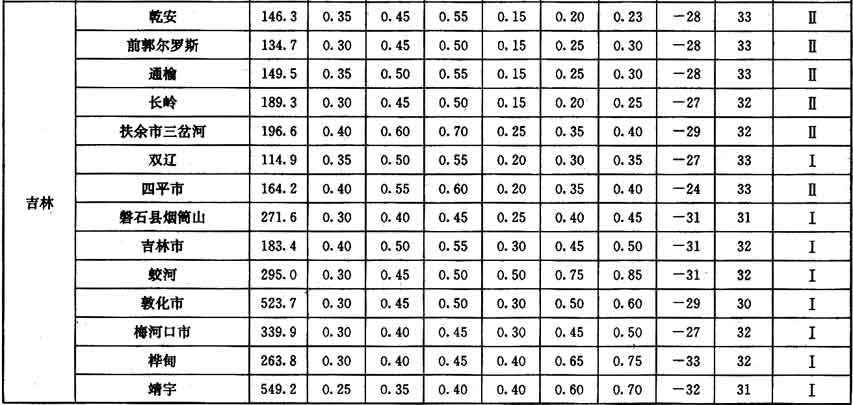 乾安 146.3 0.35 0.45 0.55 0.15 0.20 0.23 -28 33 Ⅱ
前郭尔罗斯 134.7 0.30 0.45 0.50 0.15 0.25 0.30 -28 33 Ⅱ
通榆 149.5 0.35 0.50 0.55 0.15 0.25 0.30 -28 33 Ⅱ
长岭 189.3 0.30 0.45 0.50 0.15 0.20 0.25 -27 32 Ⅱ
扶余市三岔河 196.6 0.40 0.60 0.70 0.25 0.35 0.40 -29 32 Ⅱ
双辽 114.9 0.35 0.50 0.55 0.20 0.30 0.35 -27 33 Ⅰ
吉林 四平市 164.2 0.40 0.55 0.60 0.20 0.35 0.40 -24 33 Ⅱ
磐石县烟筒山 271.6 0.30 0.40 0.45 0.25 0.40 0.45 -31 31 Ⅰ
吉林市 183.4 0.40 0.50 0.55 0.30 0.45 0.50 -31 32 Ⅰ
蛟河 295.0 0.30 0.45 0.50 0.50 0.75 0.85 -31 32 Ⅰ
敦化市 523.7 0.30 0.45 0.50 0.30 0.50 0.60 -29 30 Ⅰ
梅河口市 339.9 0.30 0.40 0.45 0.30 0.45 0.50 -27 32 Ⅰ
桦甸 263.8 0.30 0.40 0.45 0.40 0.65 0.75 -33 32 Ⅰ
靖宇 549.2 0.25 0.35 0.40 0.40 0.60 0.70 -32 31 Ⅰ